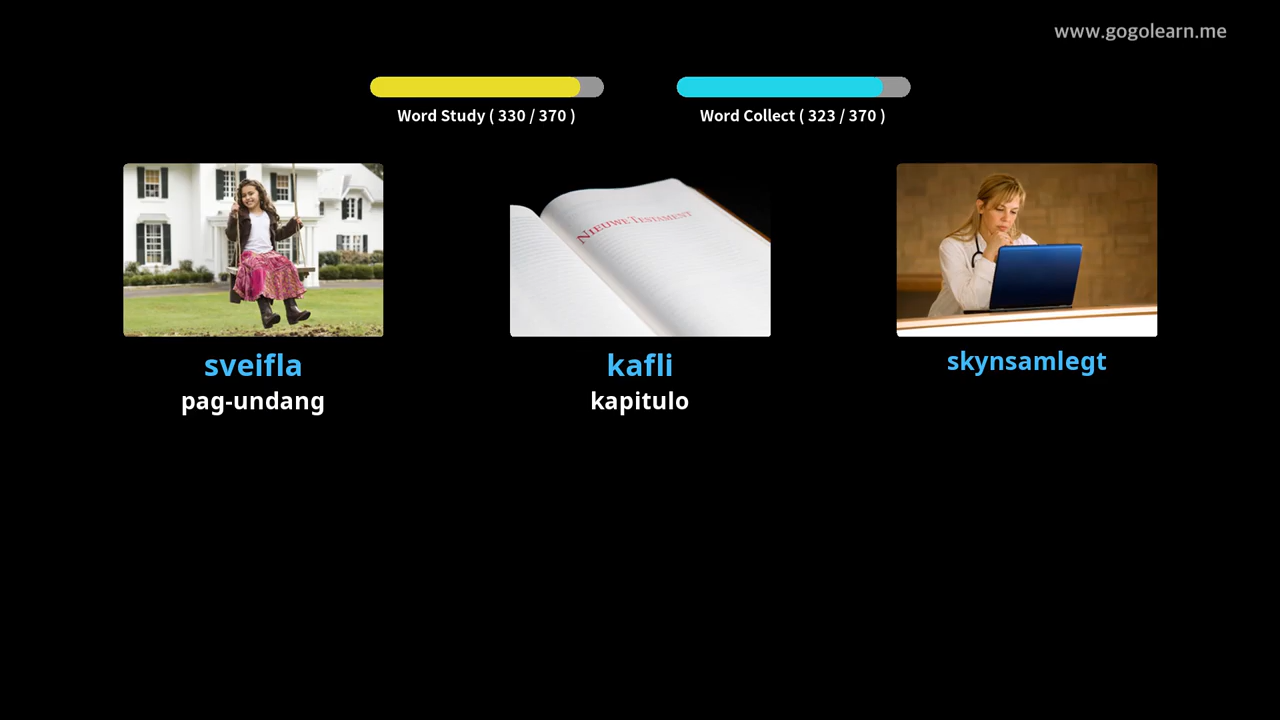 www.gogolearn.me
Word Study ( 330 / 370 )
Word Collect ( 323 / 370 )
NIEUWE TESTAMENT
sveifla
kafli
skynsamlegt
pag-undang
kapitulo